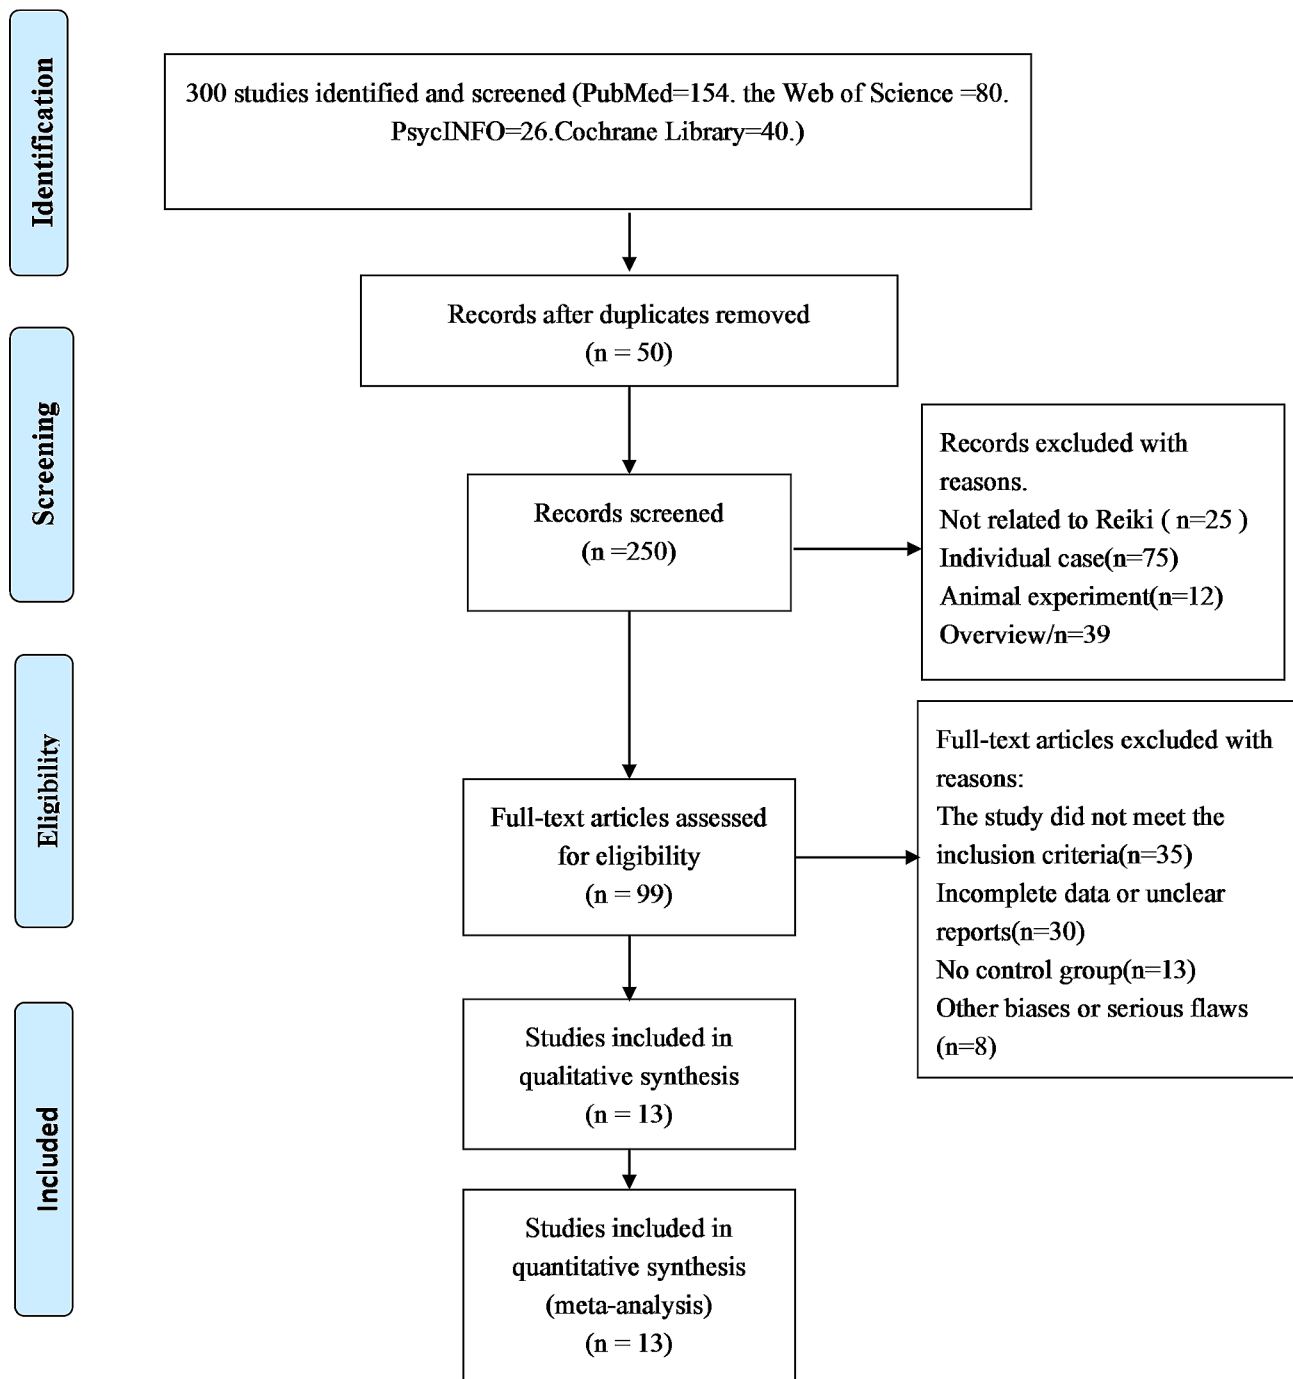 Identification
300 studies identified and screened (PubMed=154. the Web of Science =80.
PsycINFO=26.Cochrane Library=40.)
Records after duplicates removed
(n = 50)
Screening
Records screened
(n =250)
Records excluded with
reasons.
Not related to Reiki ( n=25 )
Individual case(n=75)
Animal experiment(n=12)
Overview/n=39
Eligibility
Full-text articles assessed
for eligibility
(n = 99)
Full-text articles excluded with
reasons:
The study did not meet the
inclusion criteria(n=35)
Incomplete data or unclear
reports(n=30)
No control group(n=13)
Other biases or serious flaws
(n=8)
Included
Studies included in
qualitative synthesis
(n = 13)
Studies included in
quantitative synthesis
(meta-analysis)
(n = 13)